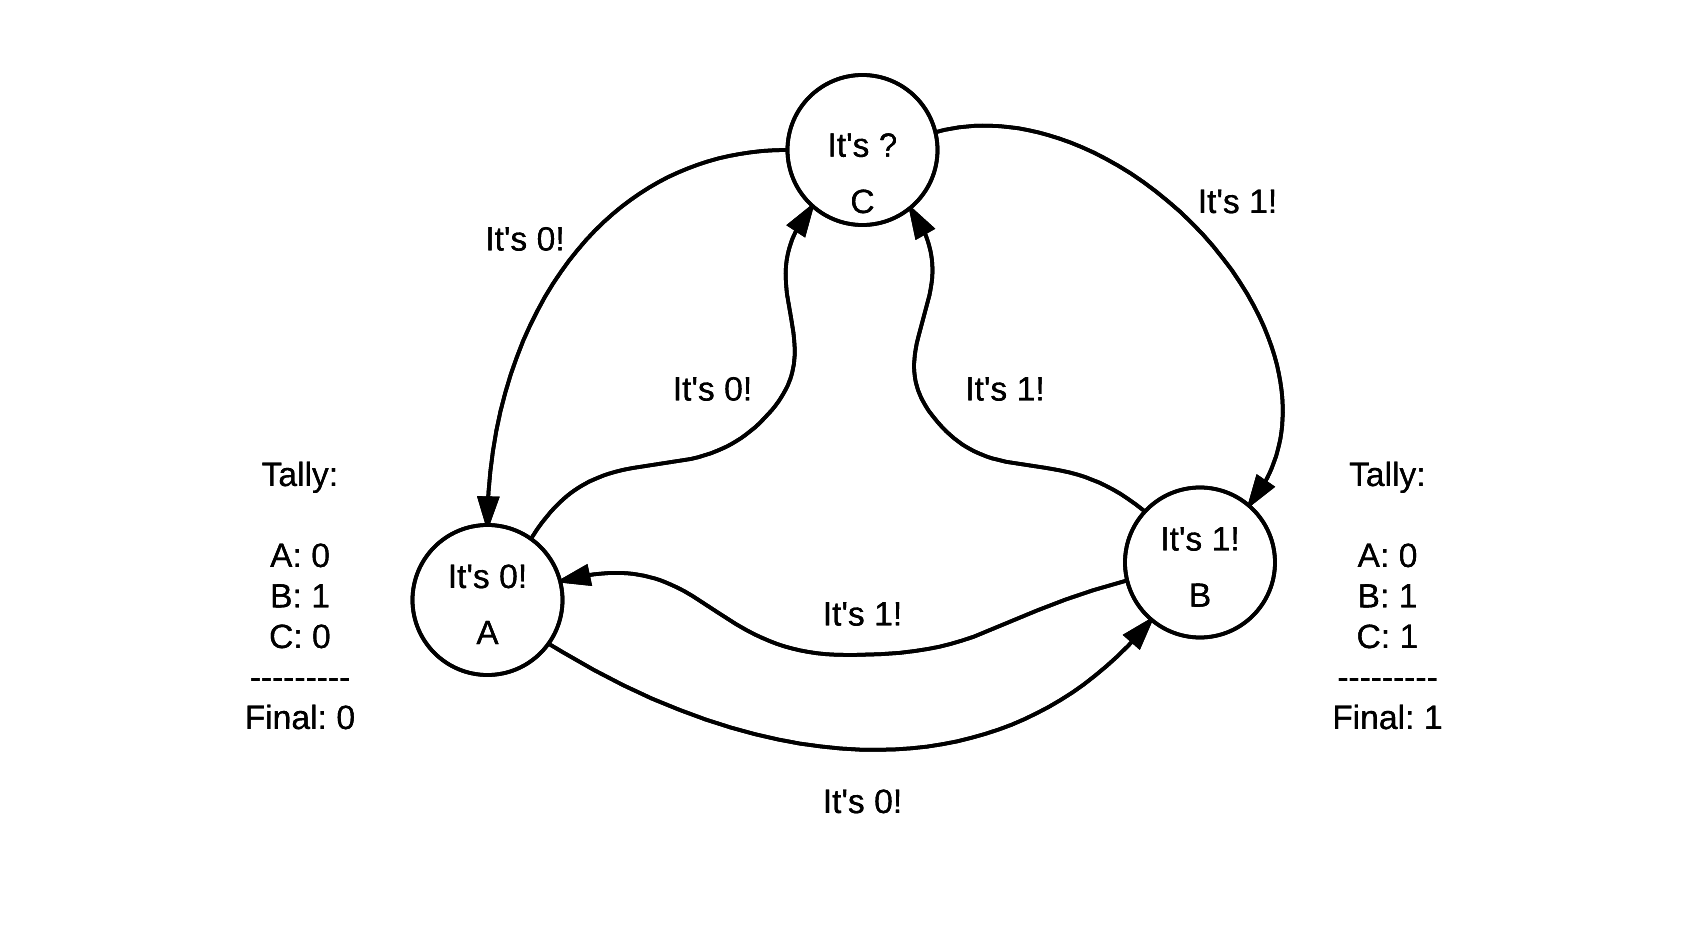 It's ?
C
It's 1!
It's 0!
It's 0!
It's 1!
Tally:
A: 0
B: 1
C: 0
---------
Final: 0
It's 0!
A
It's 1!
It's 1!
B
Tally:
A: 0
B: 1
C: 1
---------
Final: 1
It's 0!